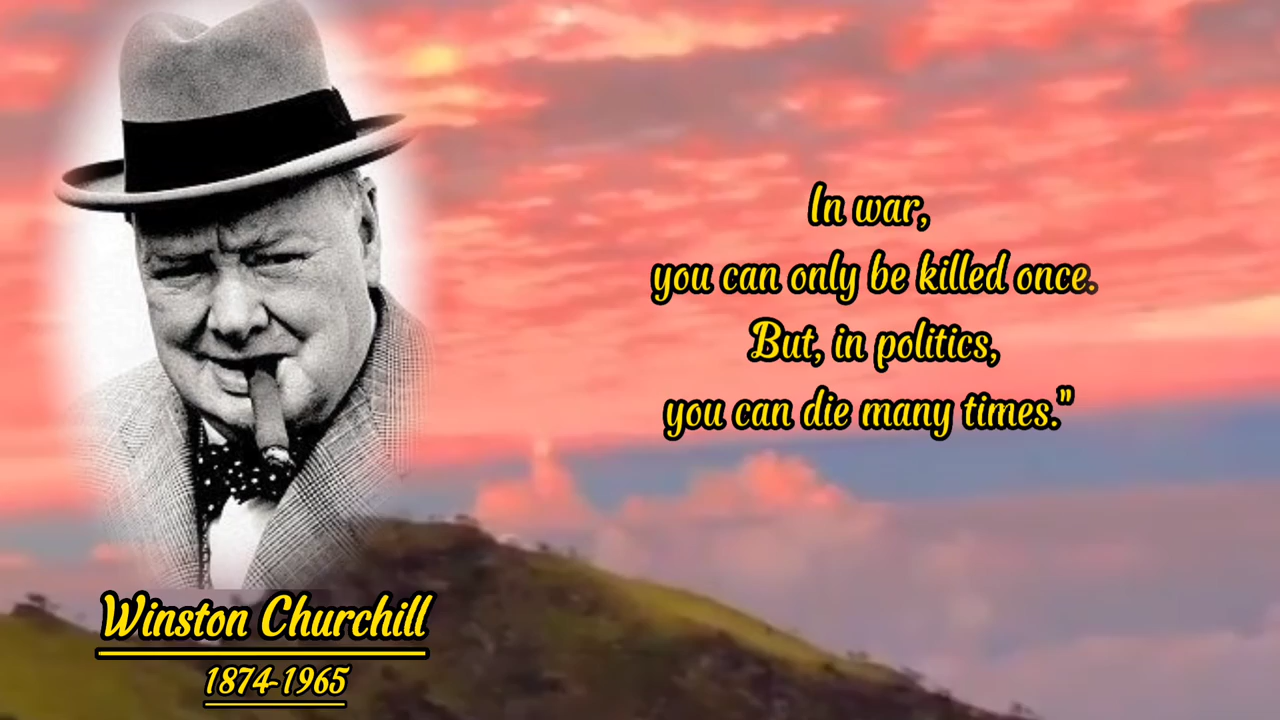 In war,
you can only be killed once.
But, in politics,
you can die many times."
Winston Churchill
1874-1965